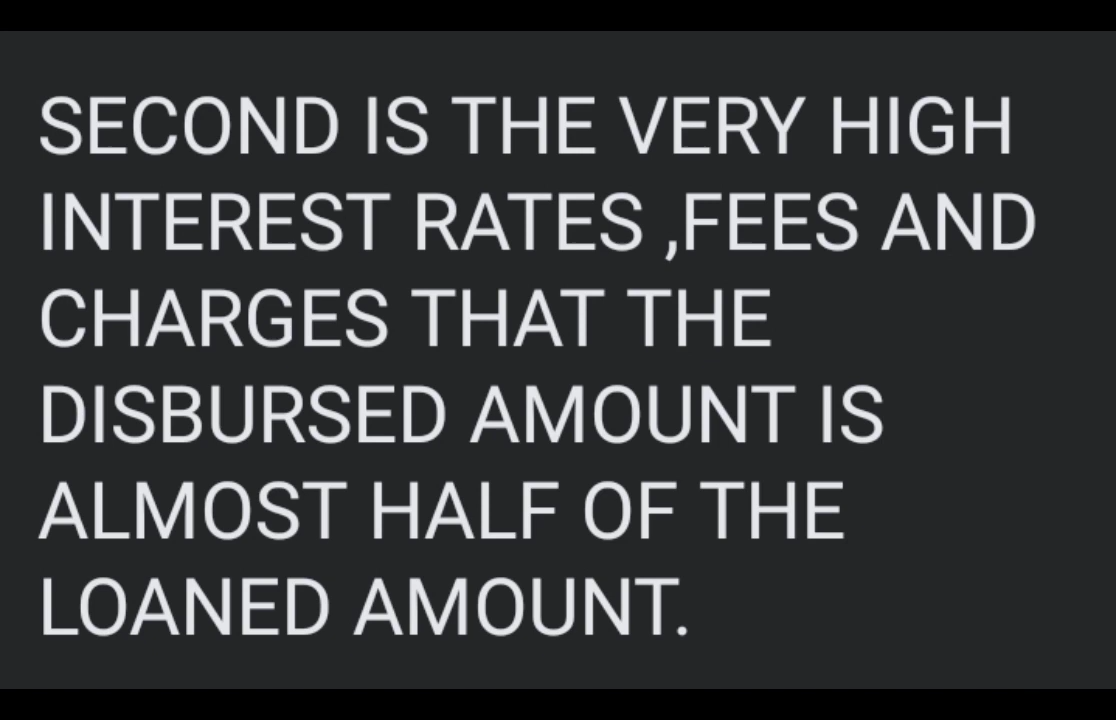 SECOND IS THE VERY HIGH
INTEREST RATES ,FEES AND
CHARGES THAT THE
DISBURSED AMOUNT IS
ALMOST HALF OF THE
LOANED AMOUNT.